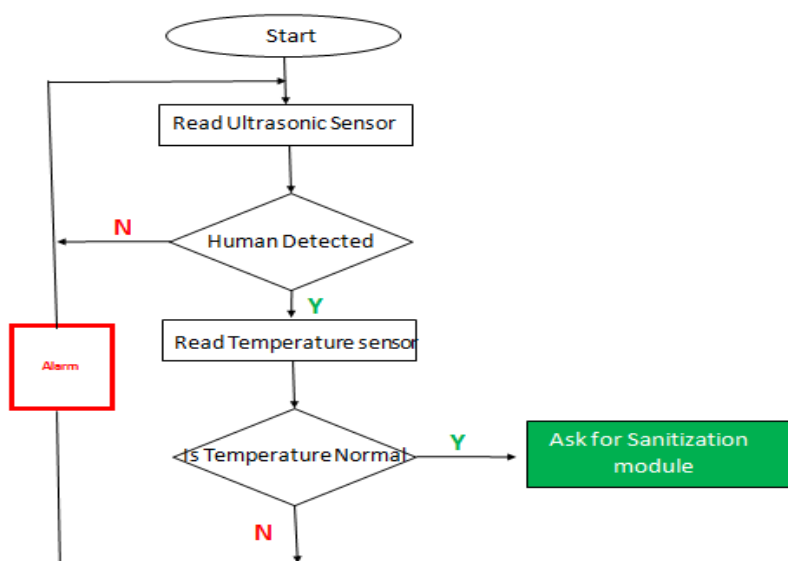 Start
Read Ultrasonic Sensor
N
Human Detected
Y
Read Temperature sensor
Alarm
Is Temperature Normal
Y
Ask for Sanitization
module
N